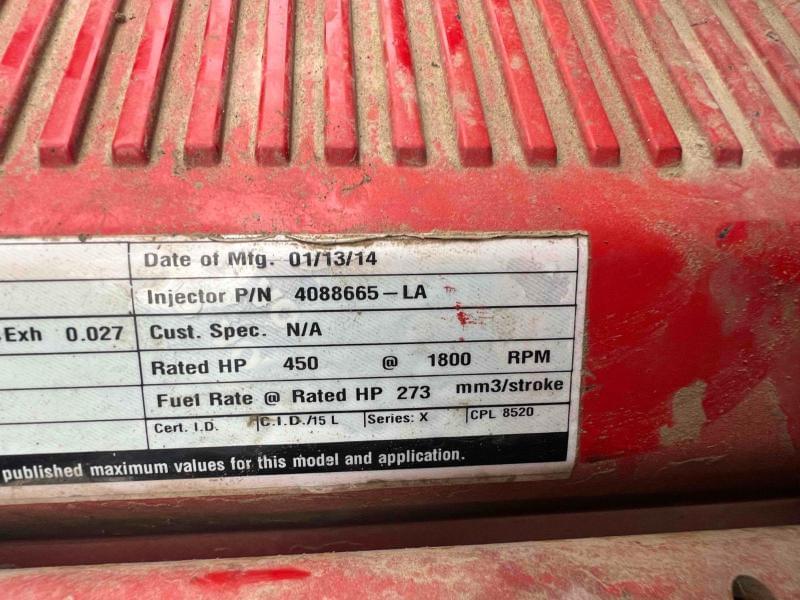 Date of Mfg. 01/13/14
Injector P/N 4088665-LA
Exh 0.027 Cust. Spec. N/A
Rated HP 450 @ 1800 RPM
Fuel Rate @ Rated HP 273 mm3/stroke
Cert. I.D. C.I.D./15 L Series: X CPL 8520
published maximum values for this model and application.